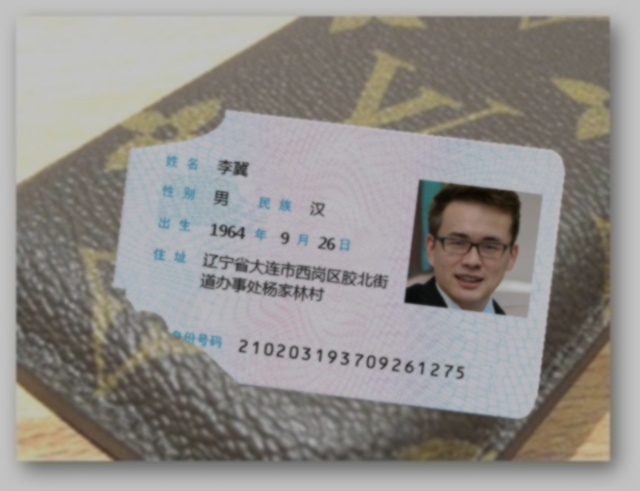 姓名 李冀
性别 男 民族 汉
出生 1964 年 9 月 26 日
住址 辽宁省大连市西岗区胶北街
道办事处杨家林村
身份号码 210203193709261275